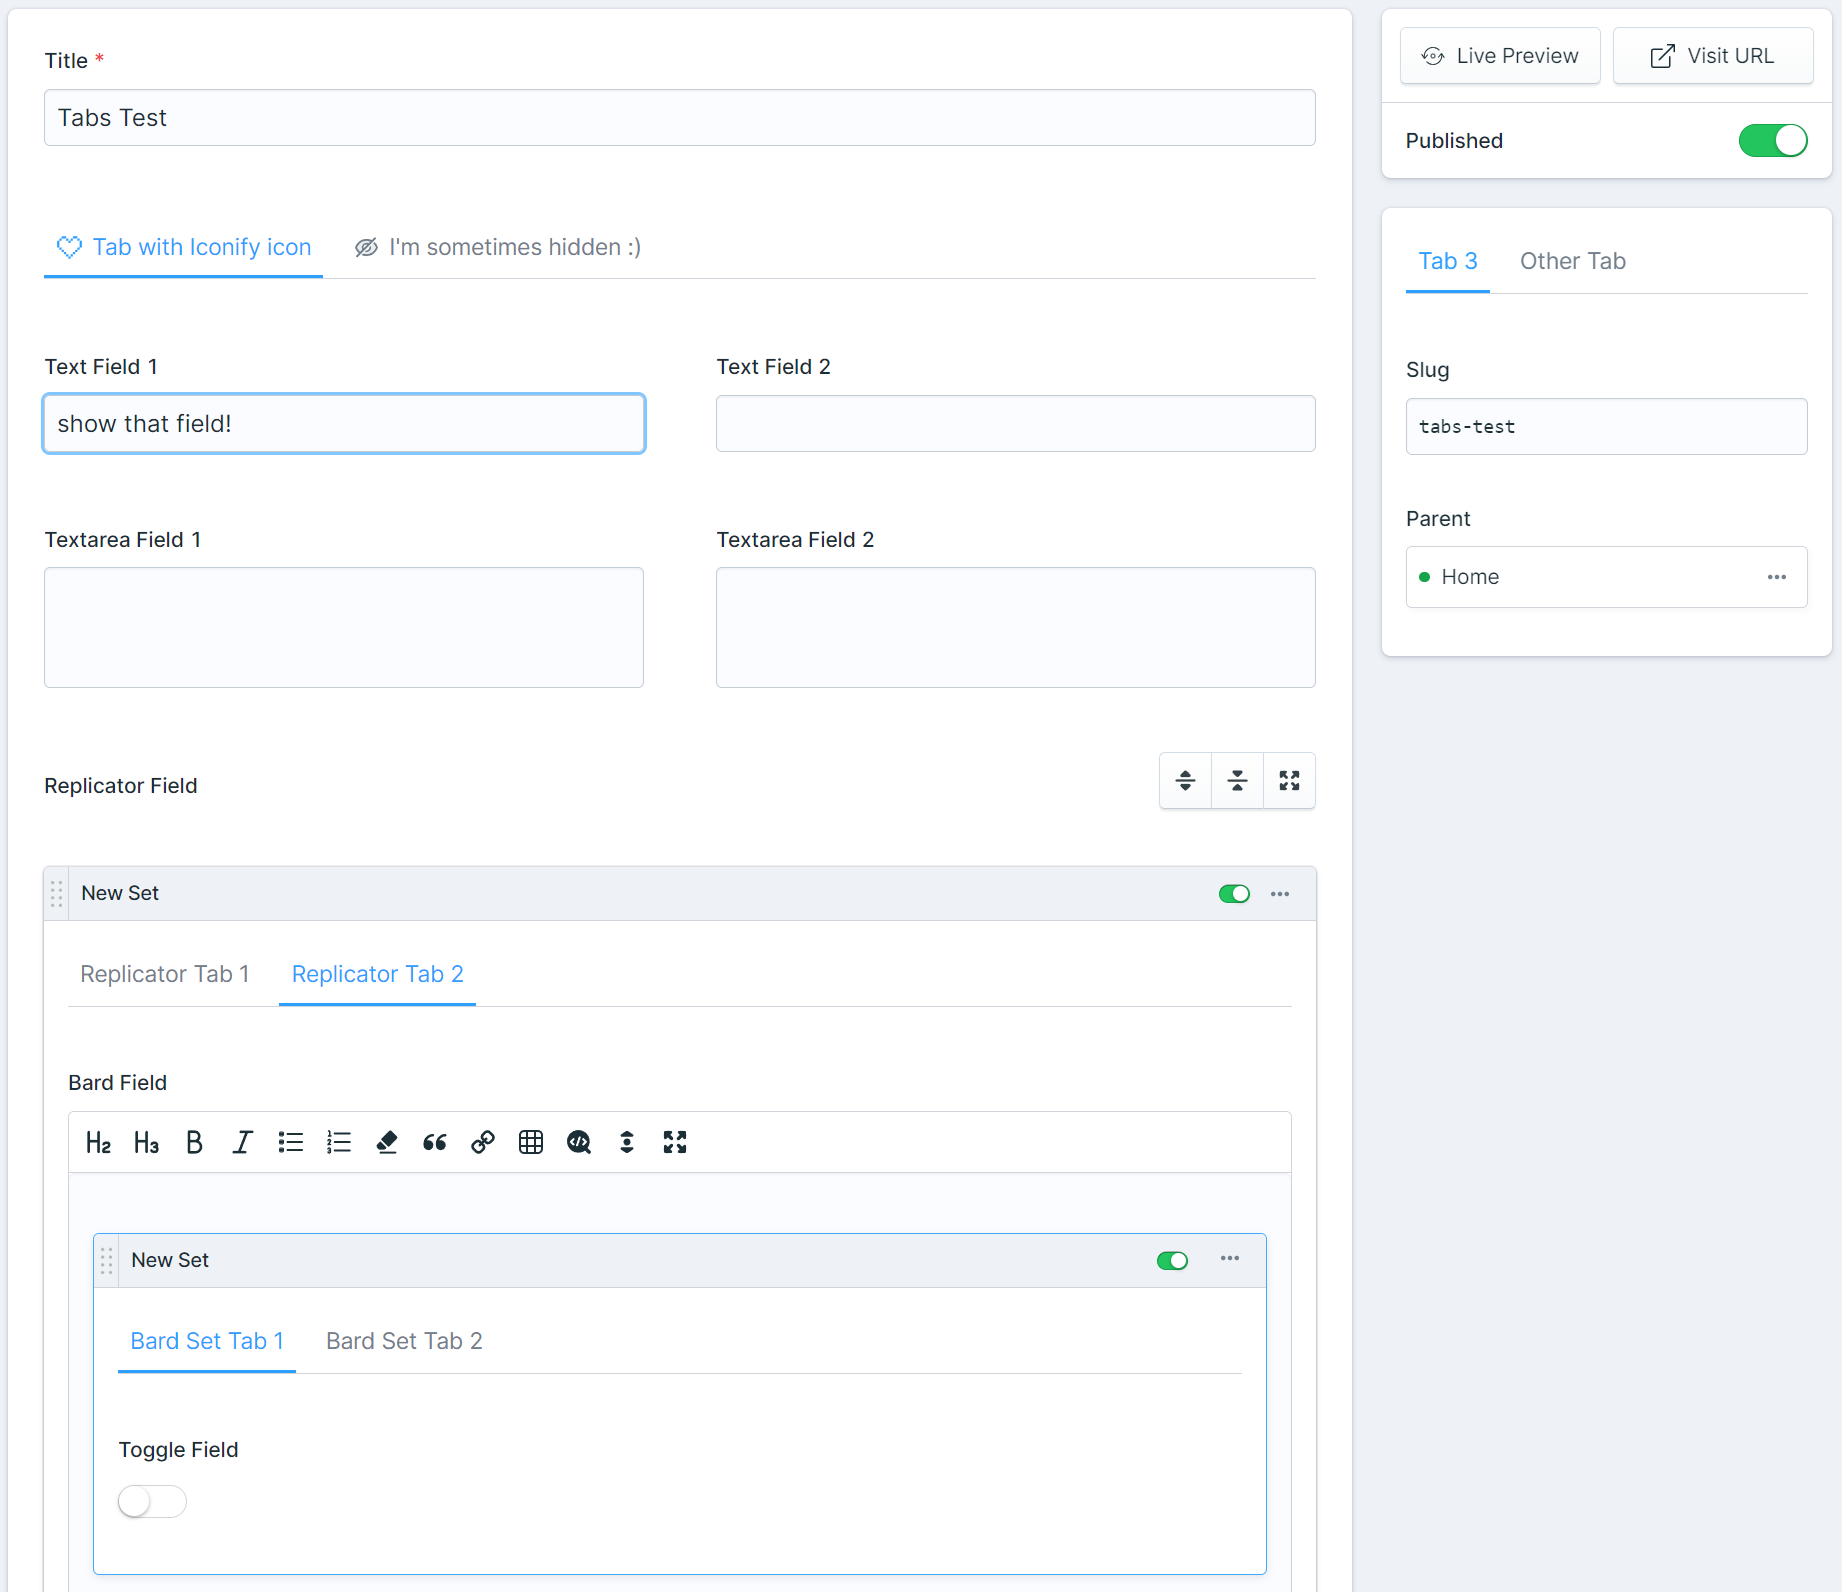 Title *
Tabs Test
Tab with Iconify icon
I'm sometimes hidden :)
Text Field 1
Text Field 2
show that field!
Textarea Field 1
Textarea Field 2
Replicator Field
New Set
Replicator Tab 1
Replicator Tab 2
Bard Field
H2 H3 B I
New Set
Bard Set Tab 1
Bard Set Tab 2
Toggle Field
Live Preview
Visit URL
Published
Tab 3
Other Tab
Slug
tabs-test
Parent
Home